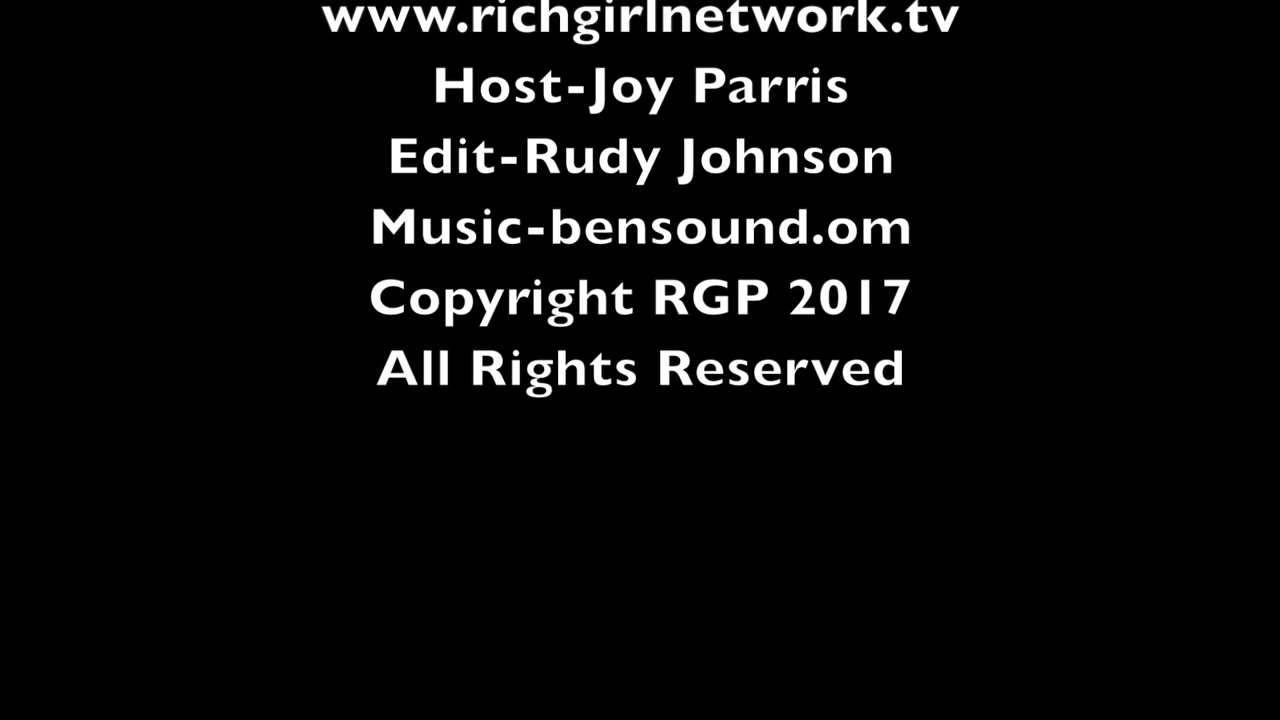 www.richgirlnetwork.tv
Host-Joy Parris
Edit-Rudy Johnson
Music-bensound.om
Copyright RGP 2017
All Rights Reserved